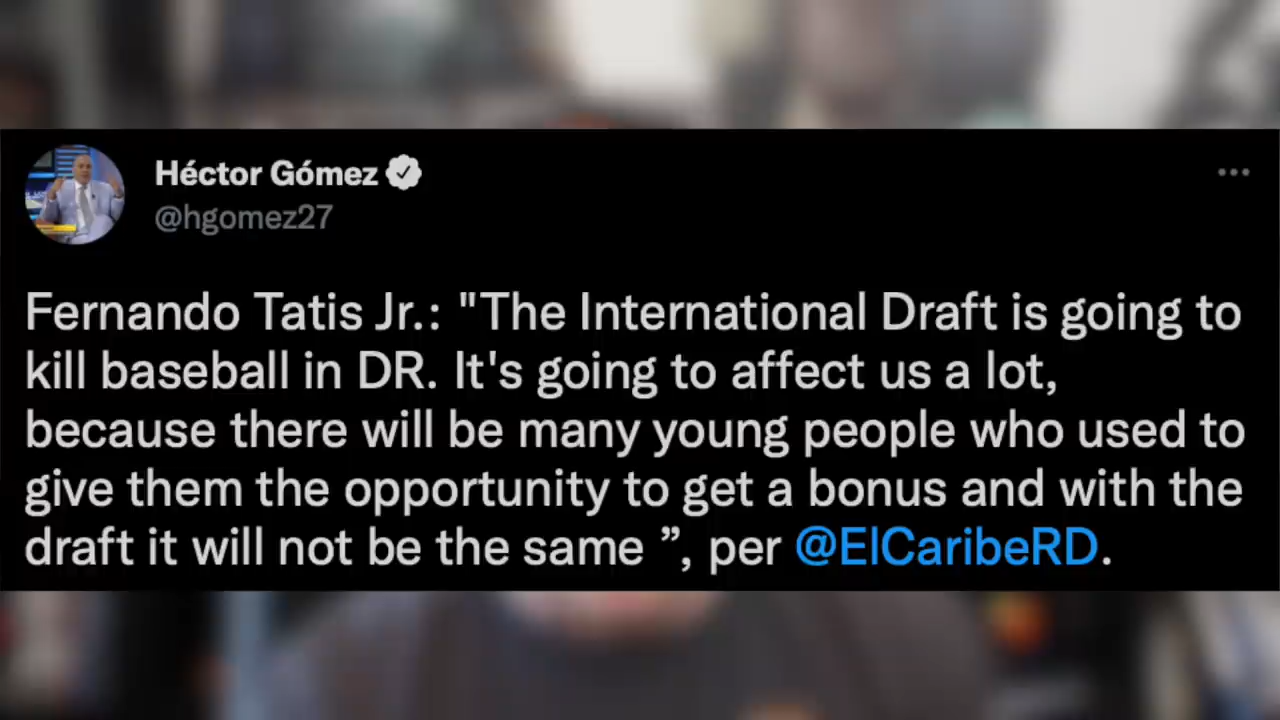 Héctor Gómez
@hgomez27
Fernando Tatis Jr.: "The International Draft is going to
kill baseball in DR. It's going to affect us a lot,
because there will be many young people who used to
give them the opportunity to get a bonus and with the
draft it will not be the same ”, per @ElCaribeRD.